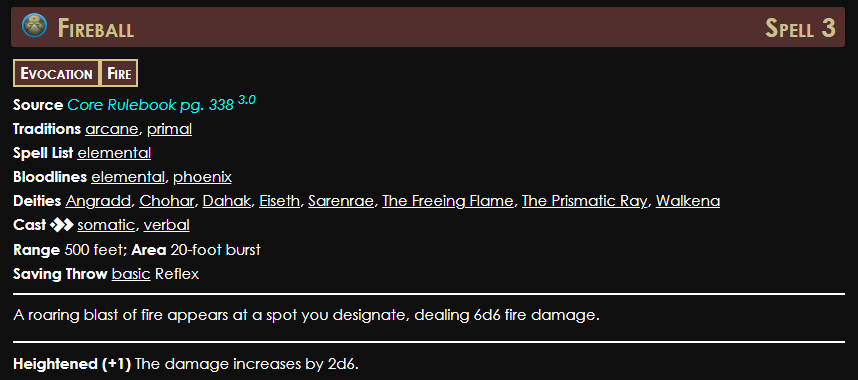 Fireball Spell 3
Evocation Fire
Source Core Rulebook pg. 338 3.0
Traditions arcane, primal
Spell List elemental
Bloodlines elemental, phoenix
Deities Angradd, Chohar, Dahak, Eiseth, Sarenrae, The Freeing Flame, The Prismatic Ray, Walkena
Cast somatic, verbal
Range 500 feet; Area 20-foot burst
Saving Throw basic Reflex
A roaring blast of fire appears at a spot you designate, dealing 6d6 fire damage.
Heightened (+1) The damage increases by 2d6.